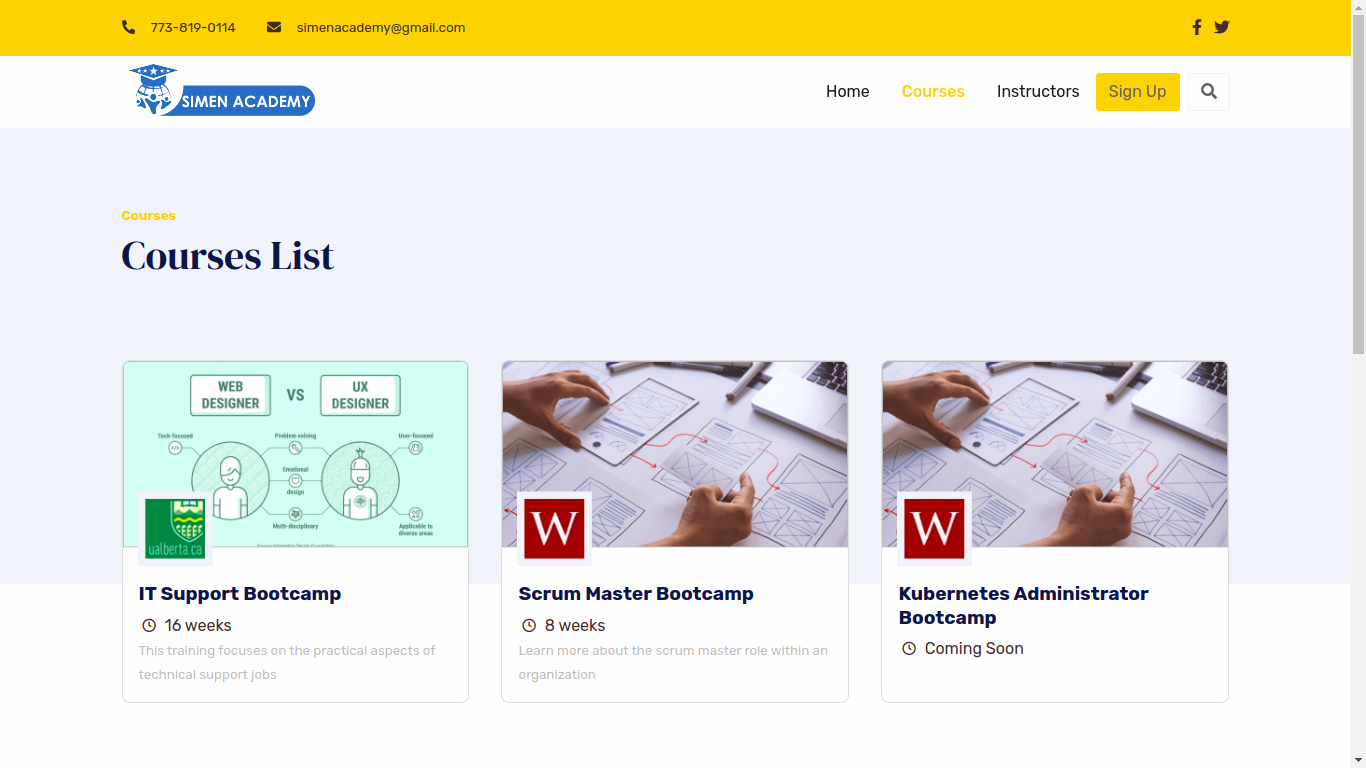 773-819-0114
simenacademy@gmail.com
SIMEN ACADEMY
Home
Courses
Instructors
Sign Up
Courses
Courses List
WEB
DESIGNER
VS
UX
DESIGNER
Tech-focused
Problem solving
User-focused
Emotional
design
Multi-disciplinary
Applicable to
diverse areas
ualberta.ca
W
W
IT Support Bootcamp
16 weeks
This training focuses on the practical aspects of
technical support jobs
Scrum Master Bootcamp
8 weeks
Learn more about the scrum master role within an
organization
Kubernetes Administrator
Bootcamp
Coming Soon